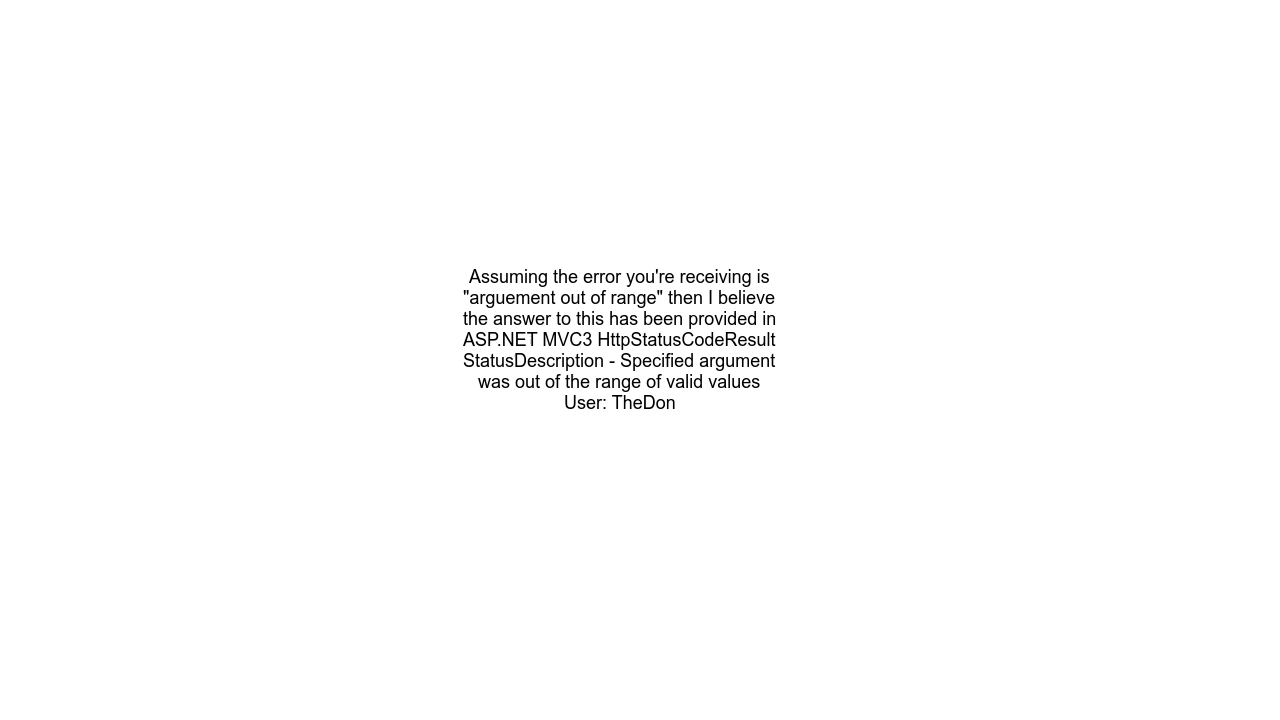 Assuming the error you're receiving is
"arguement out of range" then I believe
the answer to this has been provided in
ASP.NET MVC3 HttpStatusCodeResult
StatusDescription - Specified argument
was out of the range of valid values
User: TheDon